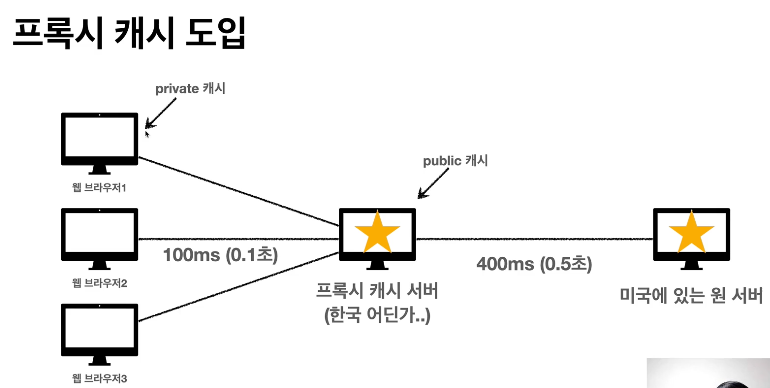 프록시 캐시 도입
private 캐시
웹 브라우저1
public 캐시
웹 브라우저2
100ms (0.1초)
프록시 캐시 서버
(한국 어딘가..)
400ms (0.5초)
미국에 있는 원 서버
웹 브라우저3